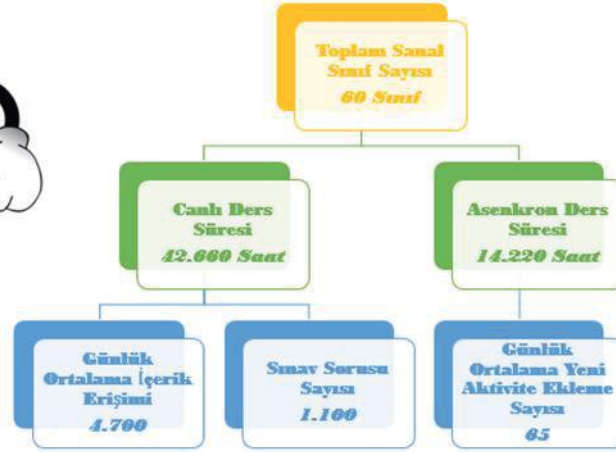 Toplam Sanal
Sınıf Sayısı
60 Sınıf
Canlı Ders
Süresi
42.660 Saat
Asenkron Ders
Süresi
14.220 Saat
Günlük
Ortalama İçerik
Erişimi
4.700
Sınav Sorusu
Sayısı
1.100
Günlük
Ortalama Yeni
Aktivite Ekleme
Sayısı
65